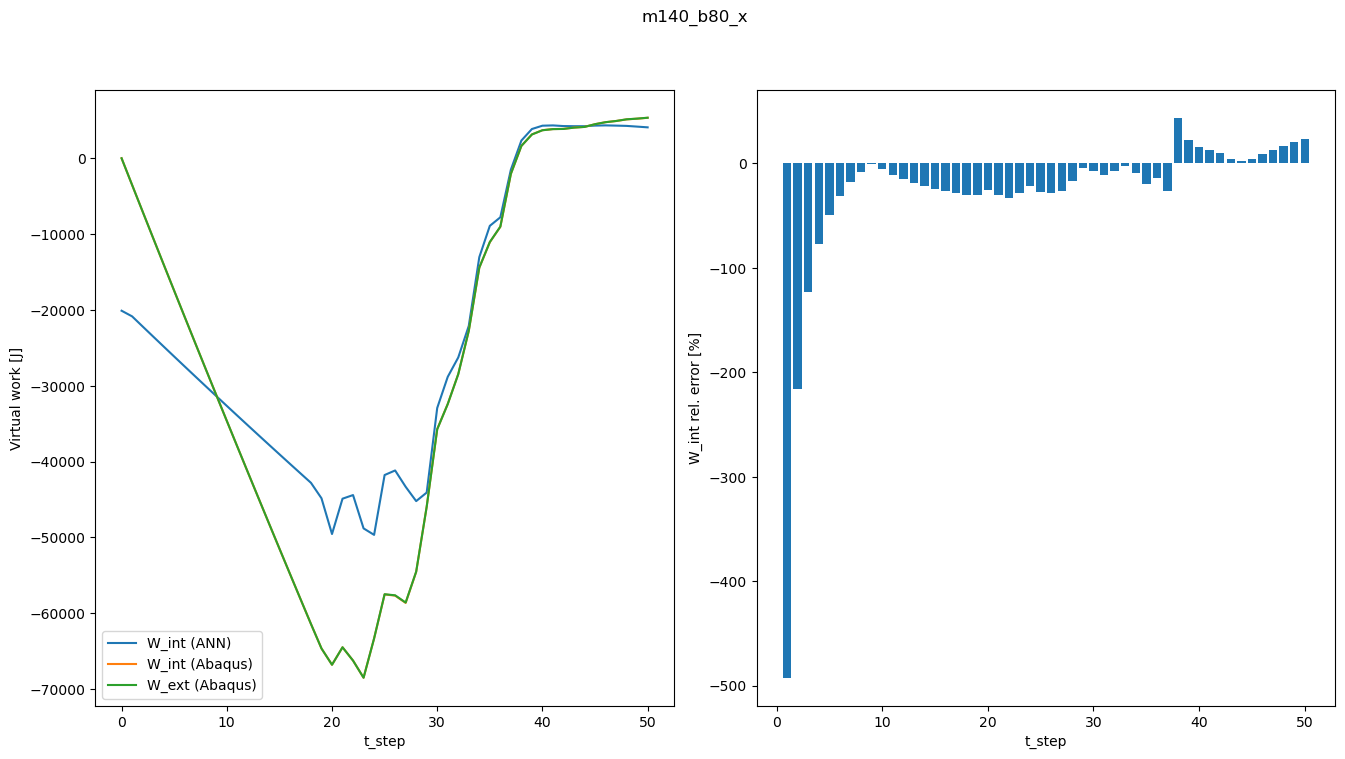 m140_b80_x
Virtual work [J]
0
−10000
−20000
−30000
−40000
−50000
−60000
−70000
W_int (ANN)
W_int (Abaqus)
W_ext (Abaqus)
0 10 20 30 40 50
t_step
W_int rel. error [%]
0
−100
−200
−300
−400
−500
0 10 20 30 40 50
t_step